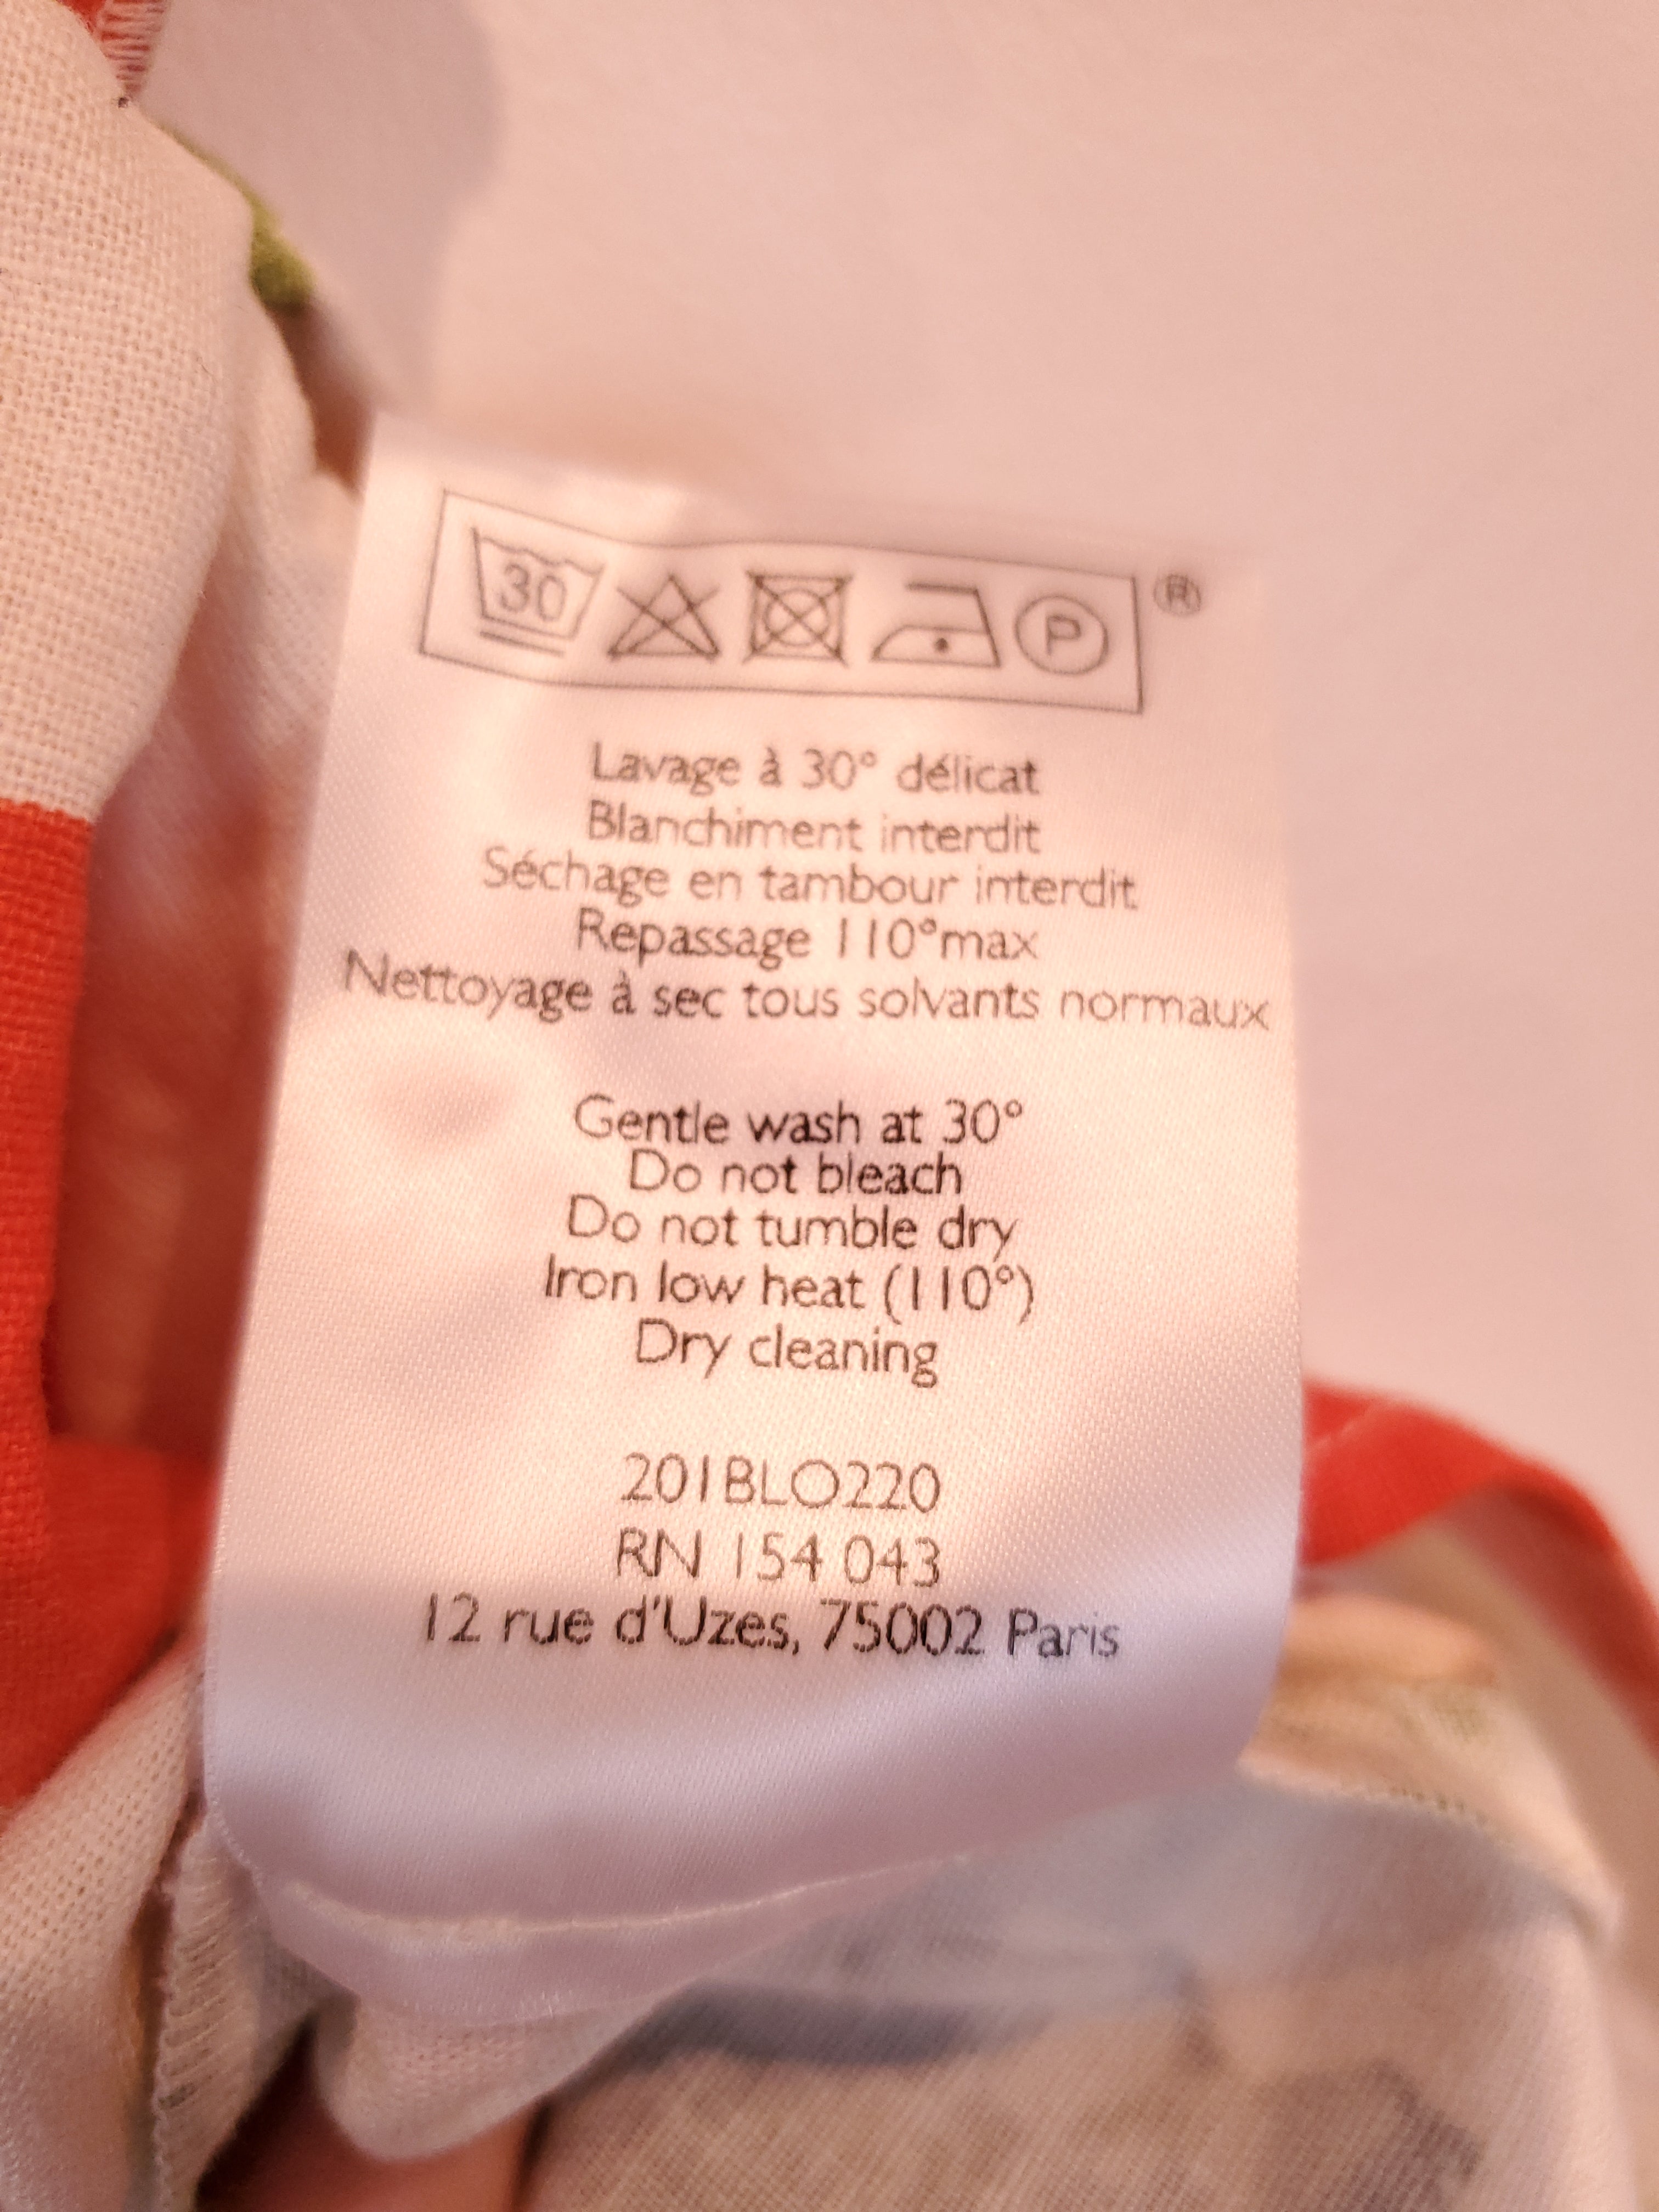 30 P ®
Lavage à 30° délicat
Blanchiment interdit
Séchage en tambour interdit
Repassage 110°max
Nettoyage à sec tous solvants normaux
Gentle wash at 30°
Do not bleach
Do not tumble dry
Iron low heat (110°)
Dry cleaning
201BLO220
RN 154 043
12 rue d'Uzes, 75002 Paris